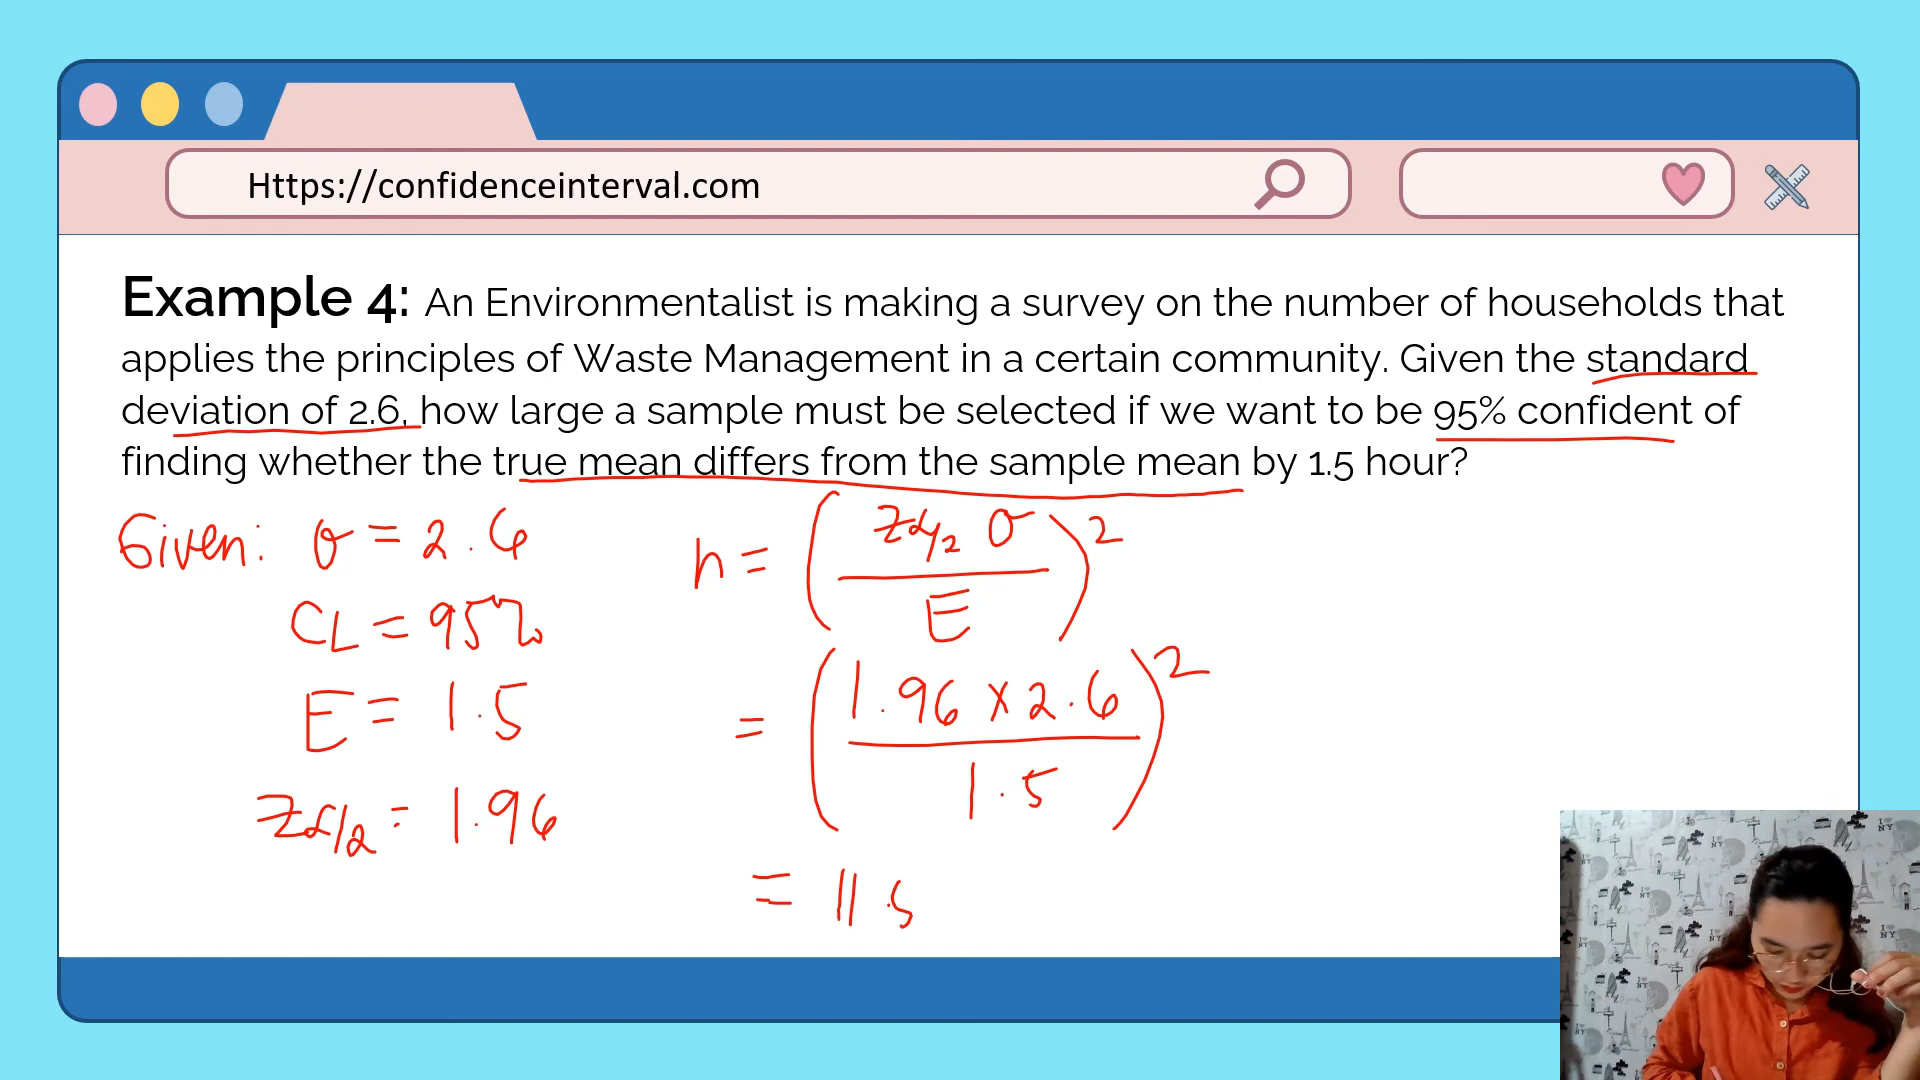 Https://confidenceinterval.com
Example 4: An Environmentalist is making a survey on the number of households that
applies the principles of Waste Management in a certain community. Given the standard
deviation of 2.6, how large a sample must be selected if we want to be 95% confident of
finding whether the true mean differs from the sample mean by 1.5 hour?
Given: σ = 2.6
CL = 95%
E = 1.5
Zα/2 = 1.96
n = (Zα/2 σ / E)²
= (1.96 x 2.6 / 1.5)²
= 11.5